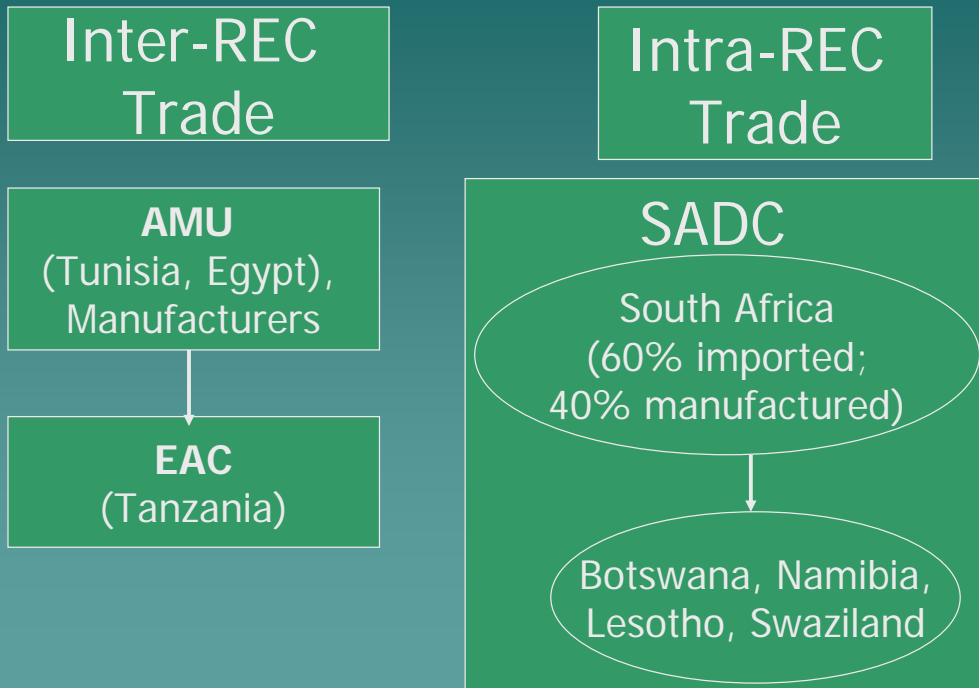 Inter-REC
Trade
AMU
(Tunisia, Egypt),
Manufacturers
EAC
(Tanzania)
Intra-REC
Trade
SADC
South Africa
(60% imported;
40% manufactured)
Botswana, Namibia,
Lesotho, Swaziland